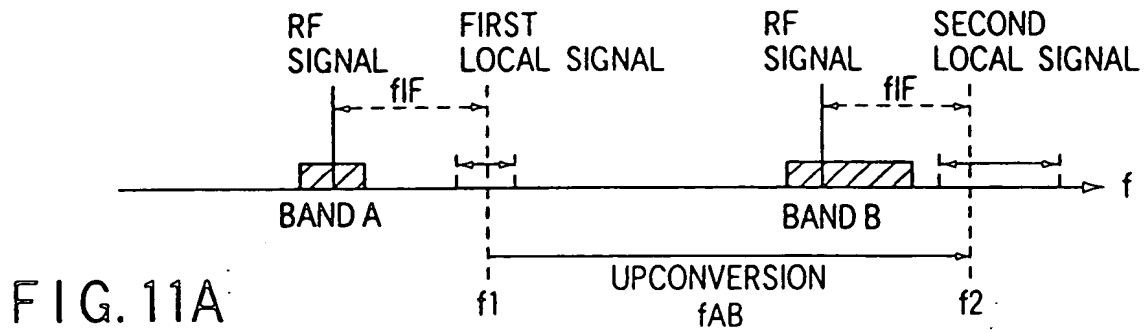 RF SIGNAL
FIRST LOCAL SIGNAL
RF SIGNAL
SECOND LOCAL SIGNAL
fIF
fIF
f
BAND A
BAND B
UPCONVERSION
fAB
f1
f2
FIG. 11A